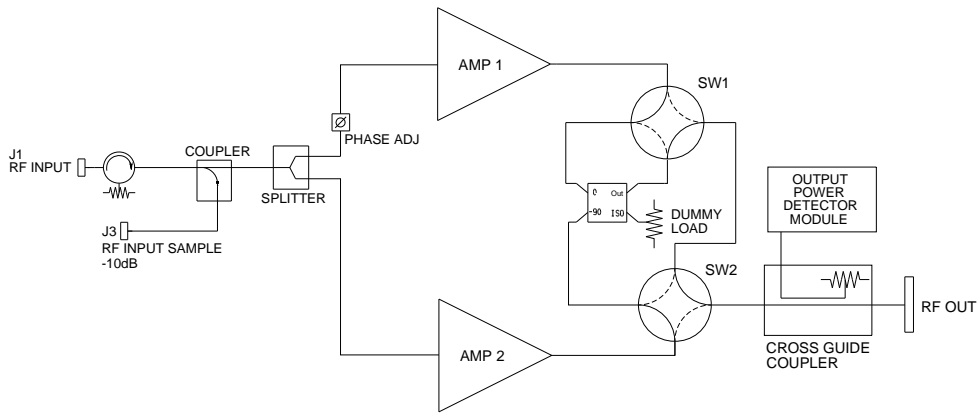 AMP 1
SW1
PHASE ADJ
J1
RF INPUT
COUPLER
SPLITTER
J3
RF INPUT SAMPLE
-10dB
0 Out
-90 ISO
DUMMY
LOAD
OUTPUT
POWER
DETECTOR
MODULE
SW2
RF OUT
AMP 2
CROSS GUIDE
COUPLER